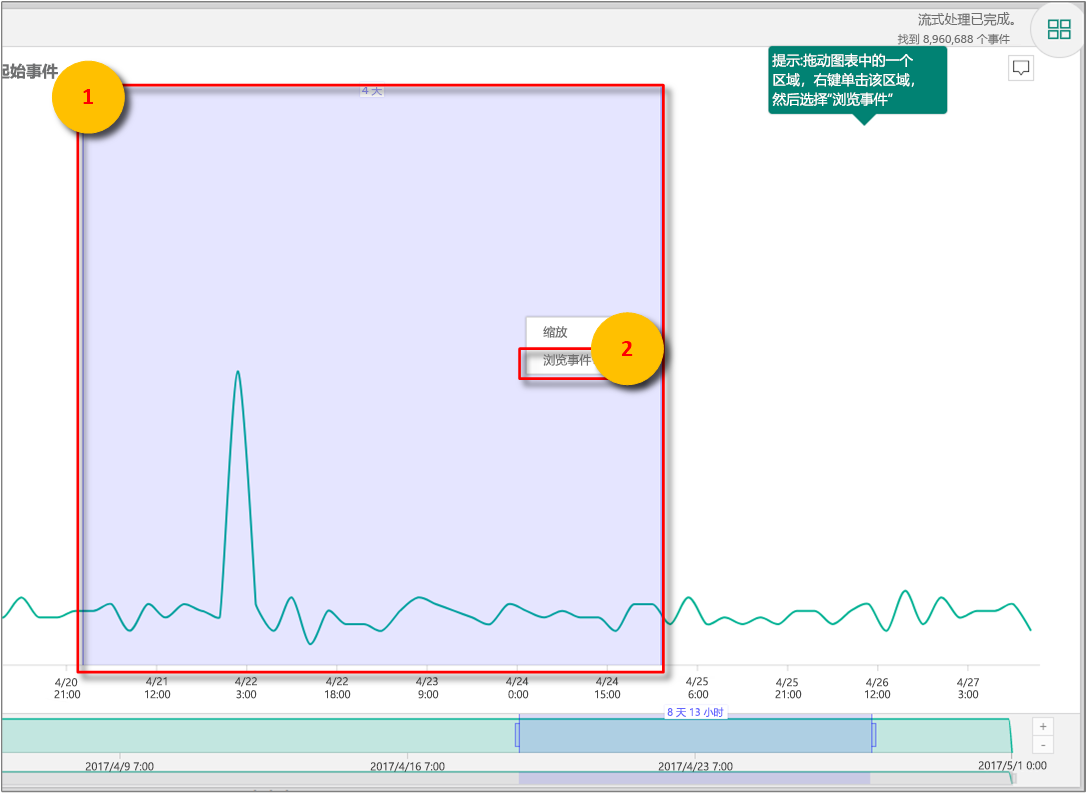 流式处理已完成。
找到 8,960,688 个事件
起始事件
提示:拖动图表中的一个
区域，右键单击该区域，
然后选择“浏览事件”
1
4 天
缩放
浏览事件
2
4/20 4/21 4/22 4/22 4/23 4/24 4/24 4/25 4/25 4/26 4/27
21:00 12:00 3:00 18:00 9:00 0:00 15:00 6:00 21:00 12:00 3:00
8 天 13 小时
+
-
2017/4/9 7:00 2017/4/16 7:00 2017/4/23 7:00 2017/5/1 0:00